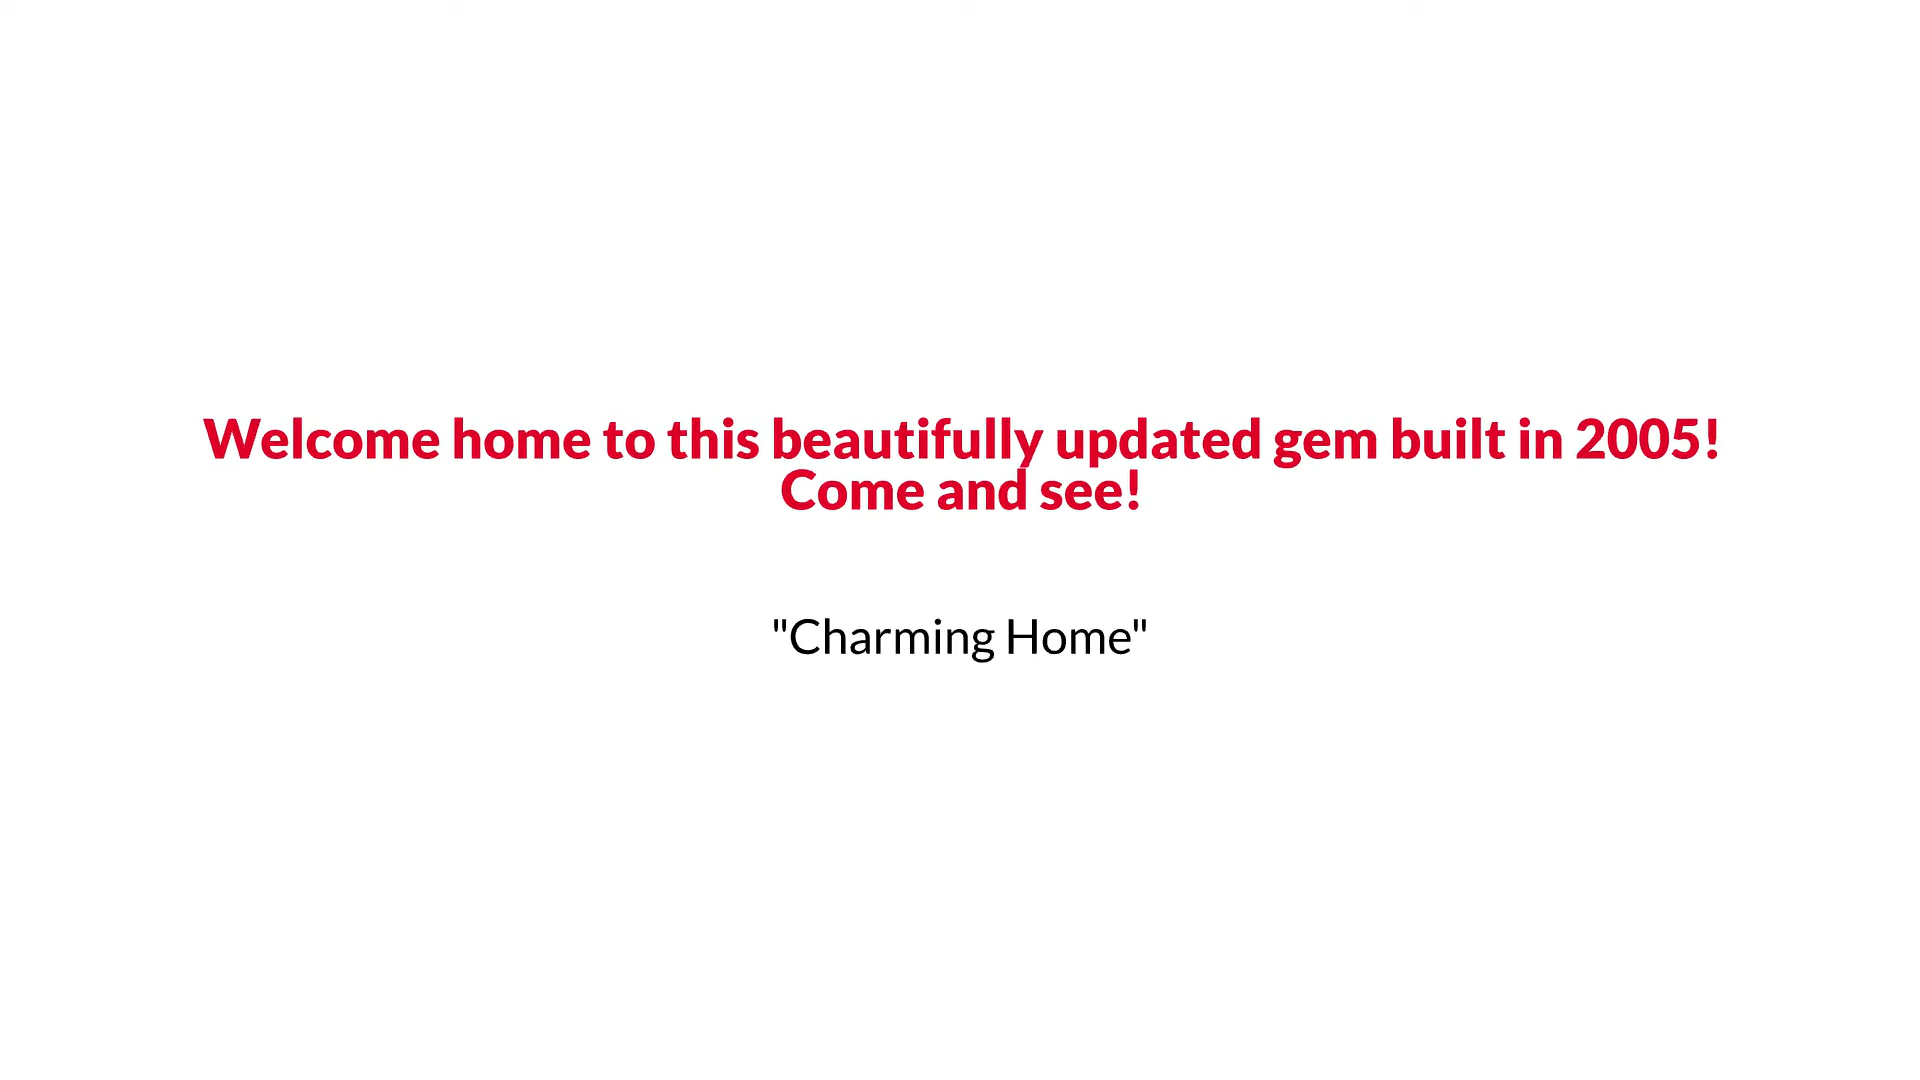 Welcome home to this beautifully updated gem built in 2005!
Come and see!
"Charming Home"